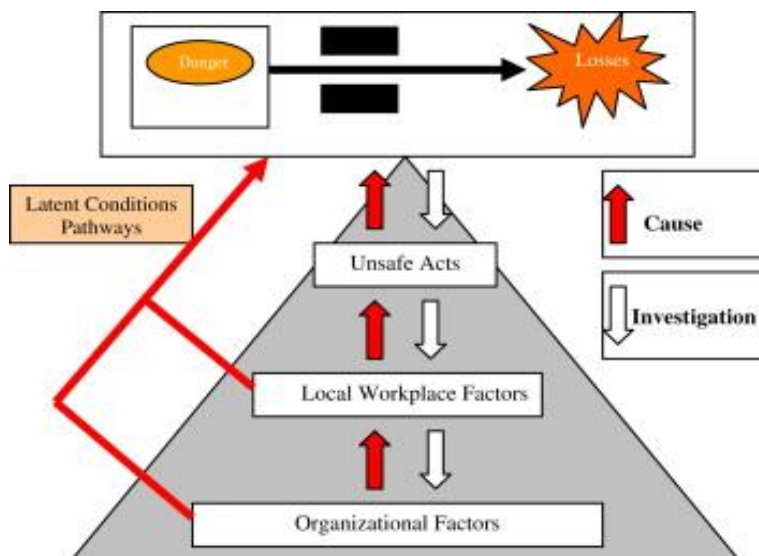 Danger
Losses
Latent Conditions
Pathways
Cause
Unsafe Acts
Investigation
Local Workplace Factors
Organizational Factors